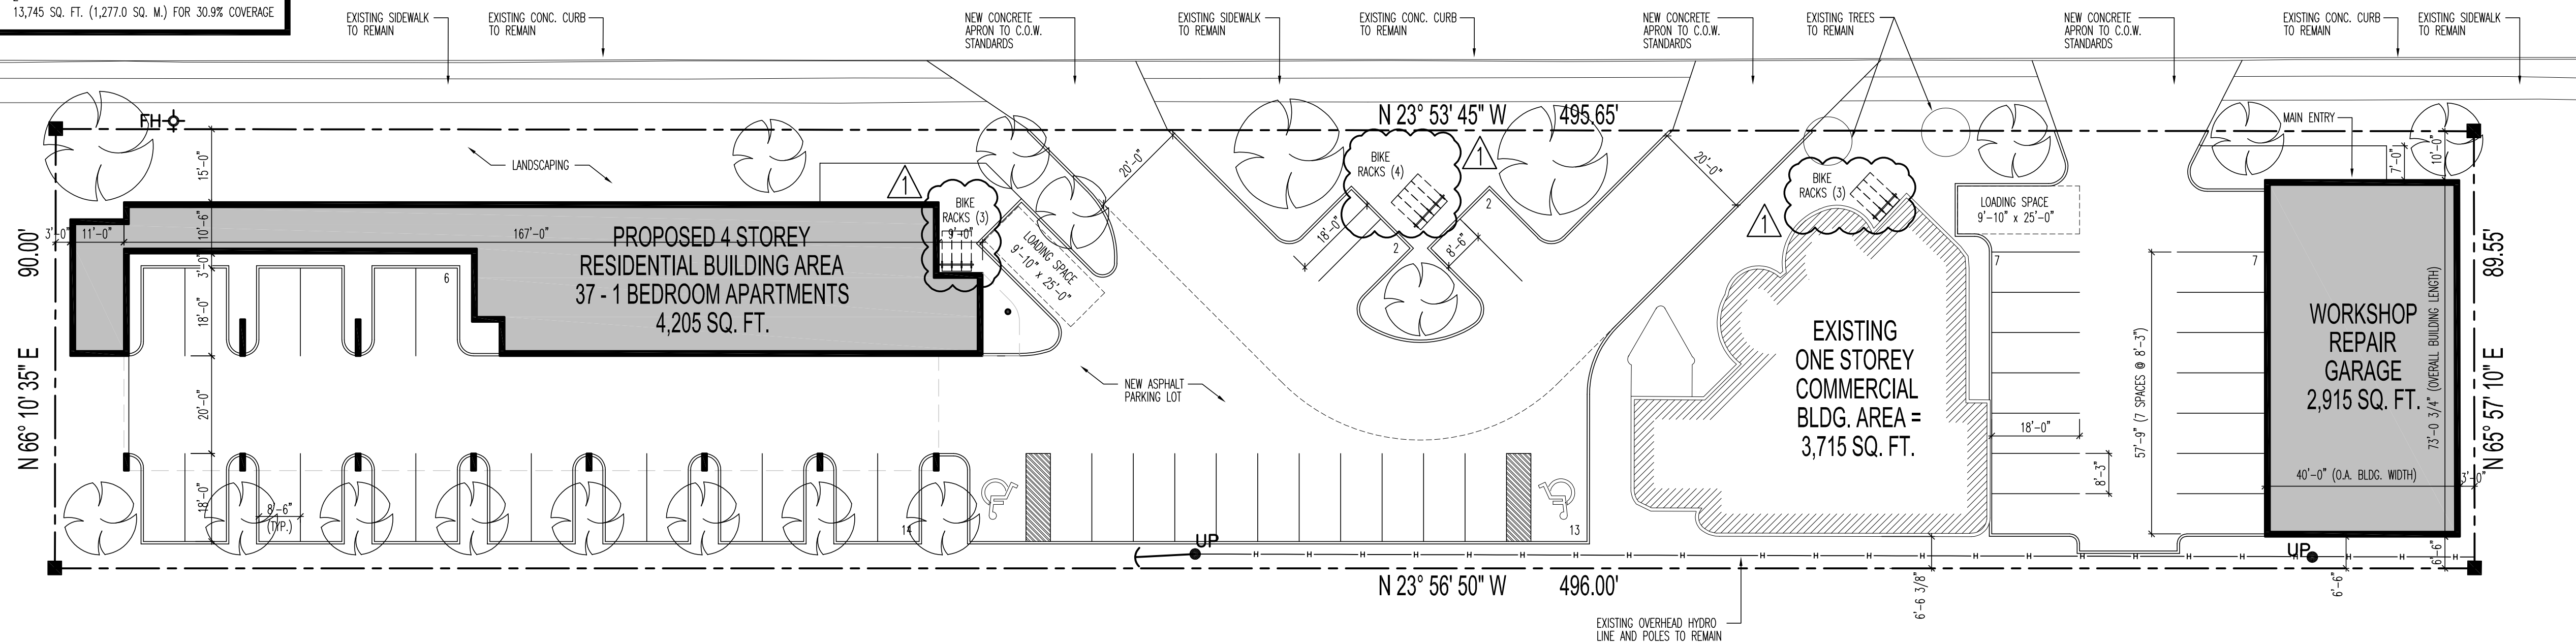 13,745 SQ. FT. (1,277.0 SQ. M.) FOR 30.9% COVERAGE
EXISTING SIDEWALK
TO REMAIN
EXISTING CONC. CURB
TO REMAIN
NEW CONCRETE
APRON TO C.O.W.
STANDARDS
EXISTING SIDEWALK
TO REMAIN
EXISTING CONC. CURB
TO REMAIN
NEW CONCRETE
APRON TO C.O.W.
STANDARDS
EXISTING TREES
TO REMAIN
NEW CONCRETE
APRON TO C.O.W.
STANDARDS
EXISTING CONC. CURB
TO REMAIN
EXISTING SIDEWALK
TO REMAIN
FH
N 23° 53' 45" W 495.65'
MAIN ENTRY
LANDSCAPING
15'-0"
1
BIKE
RACKS (3)
20'-0"
BIKE
RACKS (4)
1
20'-0"
BIKE
RACKS (3)
1
LOADING SPACE
9'-10" x 25'-0"
7'-0"
10'-0"
3'-0"
11'-0"
10'-6"
167'-0"
9'-0"
PROPOSED 4 STOREY
RESIDENTIAL BUILDING AREA
37 - 1 BEDROOM APARTMENTS
4,205 SQ. FT.
LOADING SPACE
9'-10" x 25'-0"
18'-0"
2
2
8'-6"
90.00'
N 66° 10' 35" E
3'-0"
6
18'-0"
20'-0"
18'-0"
8'-6"
(TYP.)
14
NEW ASPHALT
PARKING LOT
13
EXISTING
ONE STOREY
COMMERCIAL
BLDG. AREA =
3,715 SQ. FT.
7
7
57'-9" (7 SPACES @ 8'-3")
18'-0"
8'-3"
WORKSHOP
REPAIR
GARAGE
2,915 SQ. FT.
73'-0 3/4" (OVERALL BUILDING LENGTH)
40'-0" (O.A. BLDG. WIDTH)
3'-0"
89.55'
N 65° 57' 10" E
UP
H H H H H H H H H H H H H H H H H H H H H H
UP
N 23° 56' 50" W 496.00'
6'-6 3/8"
6'-6"
6'-6"
EXISTING OVERHEAD HYDRO
LINE AND POLES TO REMAIN